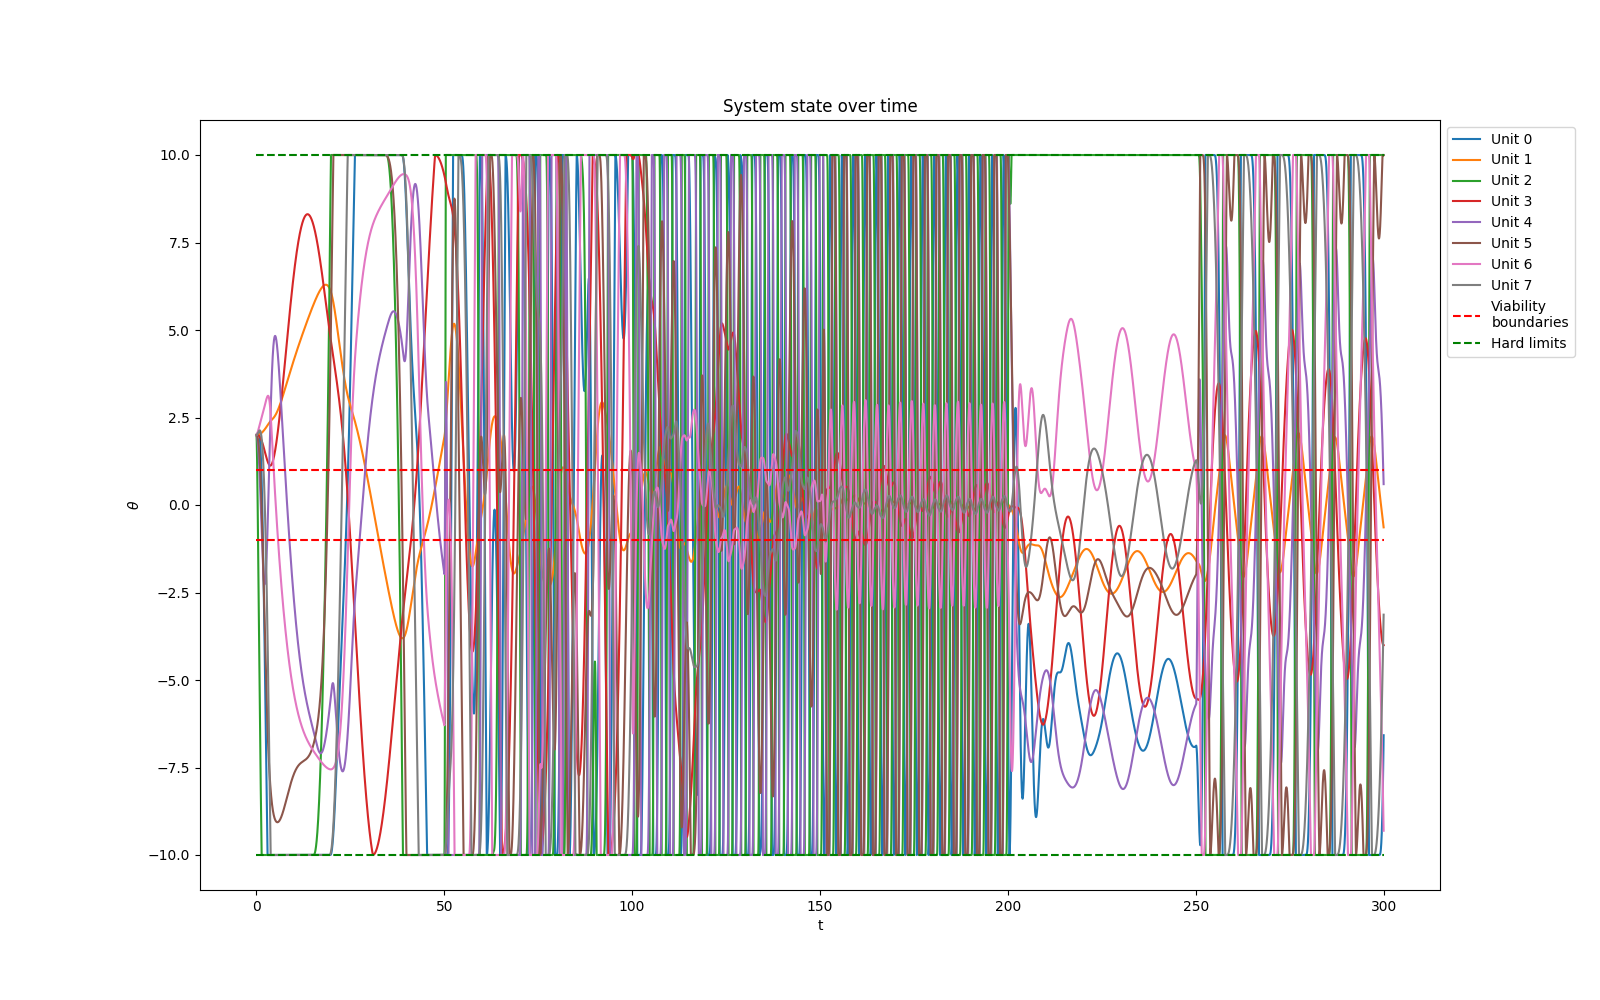 System state over time
10.0
7.5
5.0
2.5
0.0
−2.5
−5.0
−7.5
−10.0
θ
0
50
100
150
200
250
300
t
Unit 0
Unit 1
Unit 2
Unit 3
Unit 4
Unit 5
Unit 6
Unit 7
Viability
boundaries
Hard limits